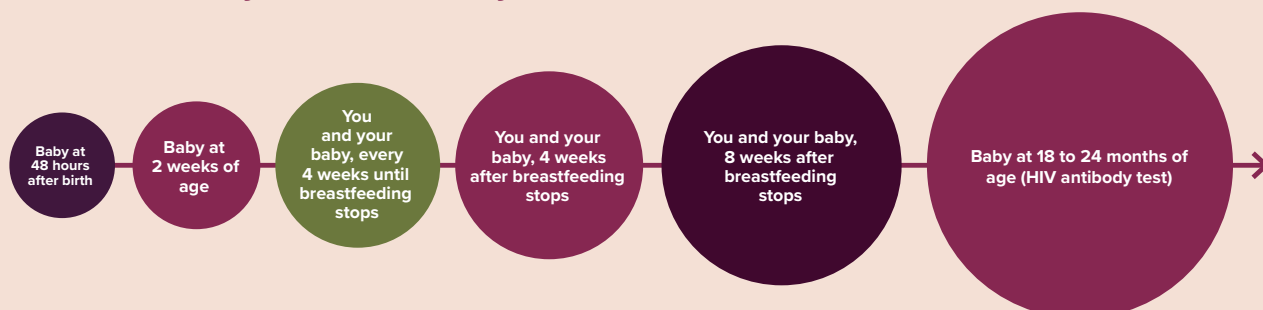 Baby at
48 hours
after birth
Baby at
2 weeks of
age
You
and your
baby, every
4 weeks until
breastfeeding
stops
You and your
baby, 4 weeks
after breastfeeding
stops
You and your baby,
8 weeks after
breastfeeding
stops
Baby at 18 to 24 months of
age (HIV antibody test)